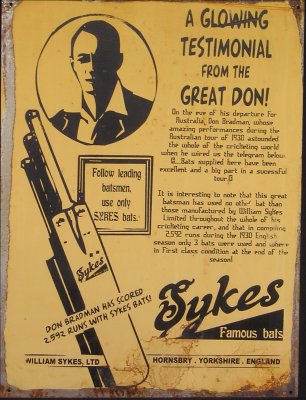 A GLOWING
TESTIMONIAL
FROM THE
GREAT DON!
On the eve of his departure for
Australia, Don Bradman, whose
amazing performances during the
Australian tour of 1930 astounded
the whole of the cricketing world
when he wired us the telegram below.
...Bats supplied here have been
excellent and a big part in a sucessful
tour.
It is interesting to note that this great
batsman has used no other bat than
those manufactured by William Sykes
Limited throughout the whole of his
cricketing career, and that in compiling
2,592 runs during the 1930 English
season only 3 bats were used and where
in First class condition at the end of the
season!
Follow leading
batsmen,
use only
SYKES bats.
Sykes
DON BRADMAN HAS SCORED
2,592 RUNS WITH SYKES BATS!
Sykes
Famous bats
WILLIAM SYKES, LTD HORNSBRY . YORKSHIRE . ENGLAND